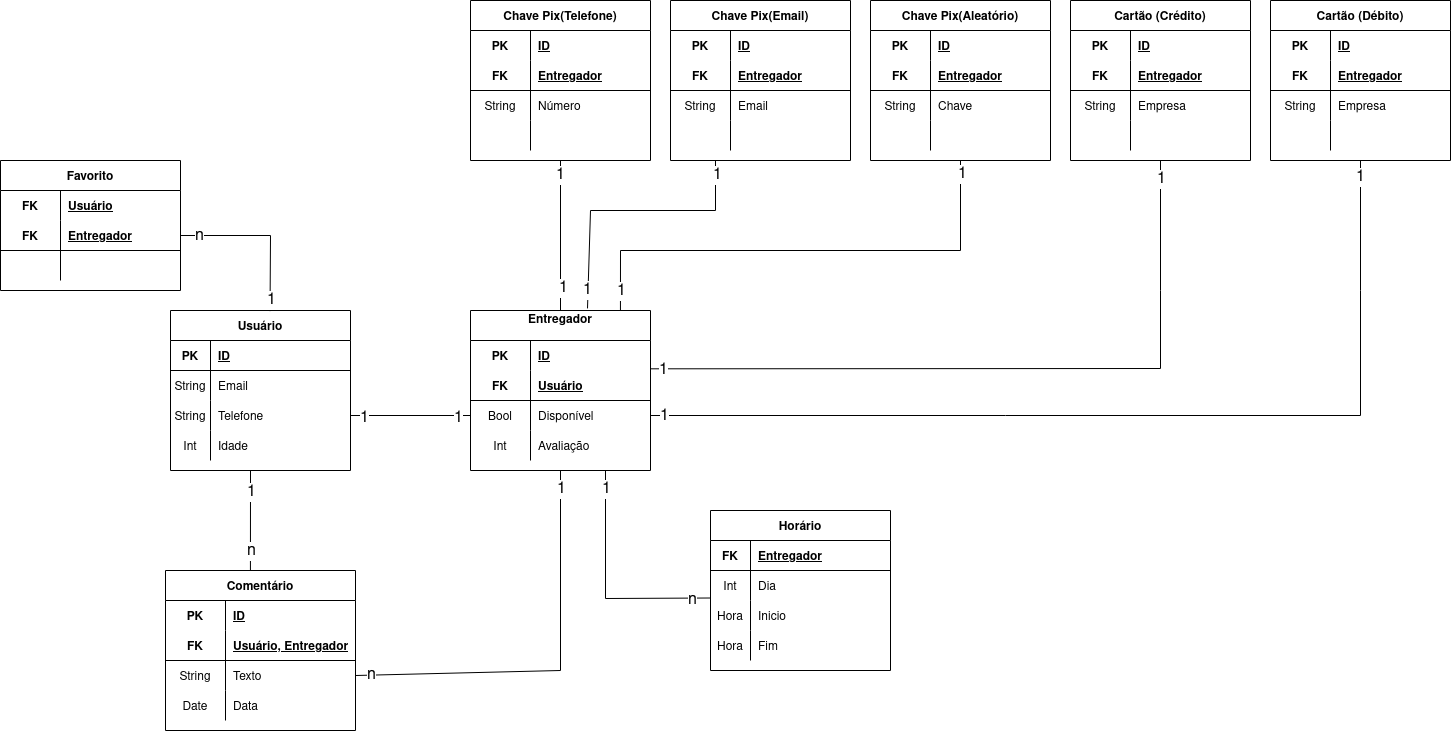 Chave Pix(Telefone)
PK ID
FK Entregador
String Número
1
1
Chave Pix(Email)
PK ID
FK Entregador
String Email
1
1
Chave Pix(Aleatório)
PK ID
FK Entregador
String Chave
1
1
Cartão (Crédito)
PK ID
FK Entregador
String Empresa
1
1
Cartão (Débito)
PK ID
FK Entregador
String Empresa
1
1
Favorito
FK Usuário
FK Entregador
n
1
Usuário
PK ID
String Email
String Telefone
Int Idade
1
1
1
n
Entregador
PK ID
FK Usuário
Bool Disponível
Int Avaliação
1
1
Comentário
PK ID
FK Usuário, Entregador
String Texto
Date Data
n
Horário
FK Entregador
Int Dia
Hora Inicio
Hora Fim
n